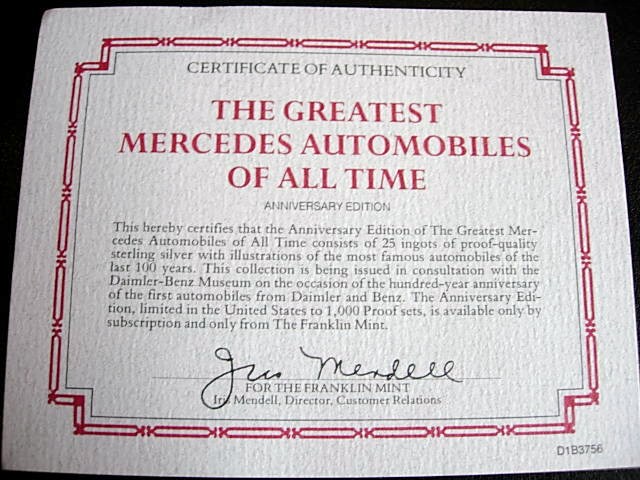 CERTIFICATE OF AUTHENTICITY
THE GREATEST
MERCEDES AUTOMOBILES
OF ALL TIME
ANNIVERSARY EDITION
This hereby certifies that the Anniversary Edition of The Greatest Mer-
cedes Automobiles of All Time consists of 25 ingots of proof-quality
sterling silver with illustrations of the most famous automobiles of the
last 100 years. This collection is being issued in consultation with the
Daimler-Benz Museum on the occasion of the hundred-year anniversary
of the first automobiles from Daimler and Benz. The Anniversary Edi-
tion, limited in the United States to 1,000 Proof sets, is available only by
subscription and only from The Franklin Mint.
Iris Mendell
FOR THE FRANKLIN MINT
Iris Mendell, Director, Customer Relations
D1B3756